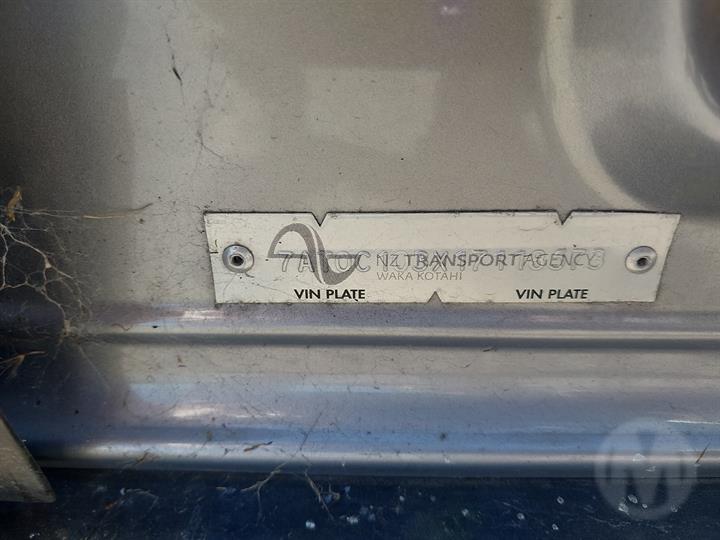 NZ TRANSPORT AGENCY
WAKA KOTAHI
VIN PLATE VIN PLATE
M